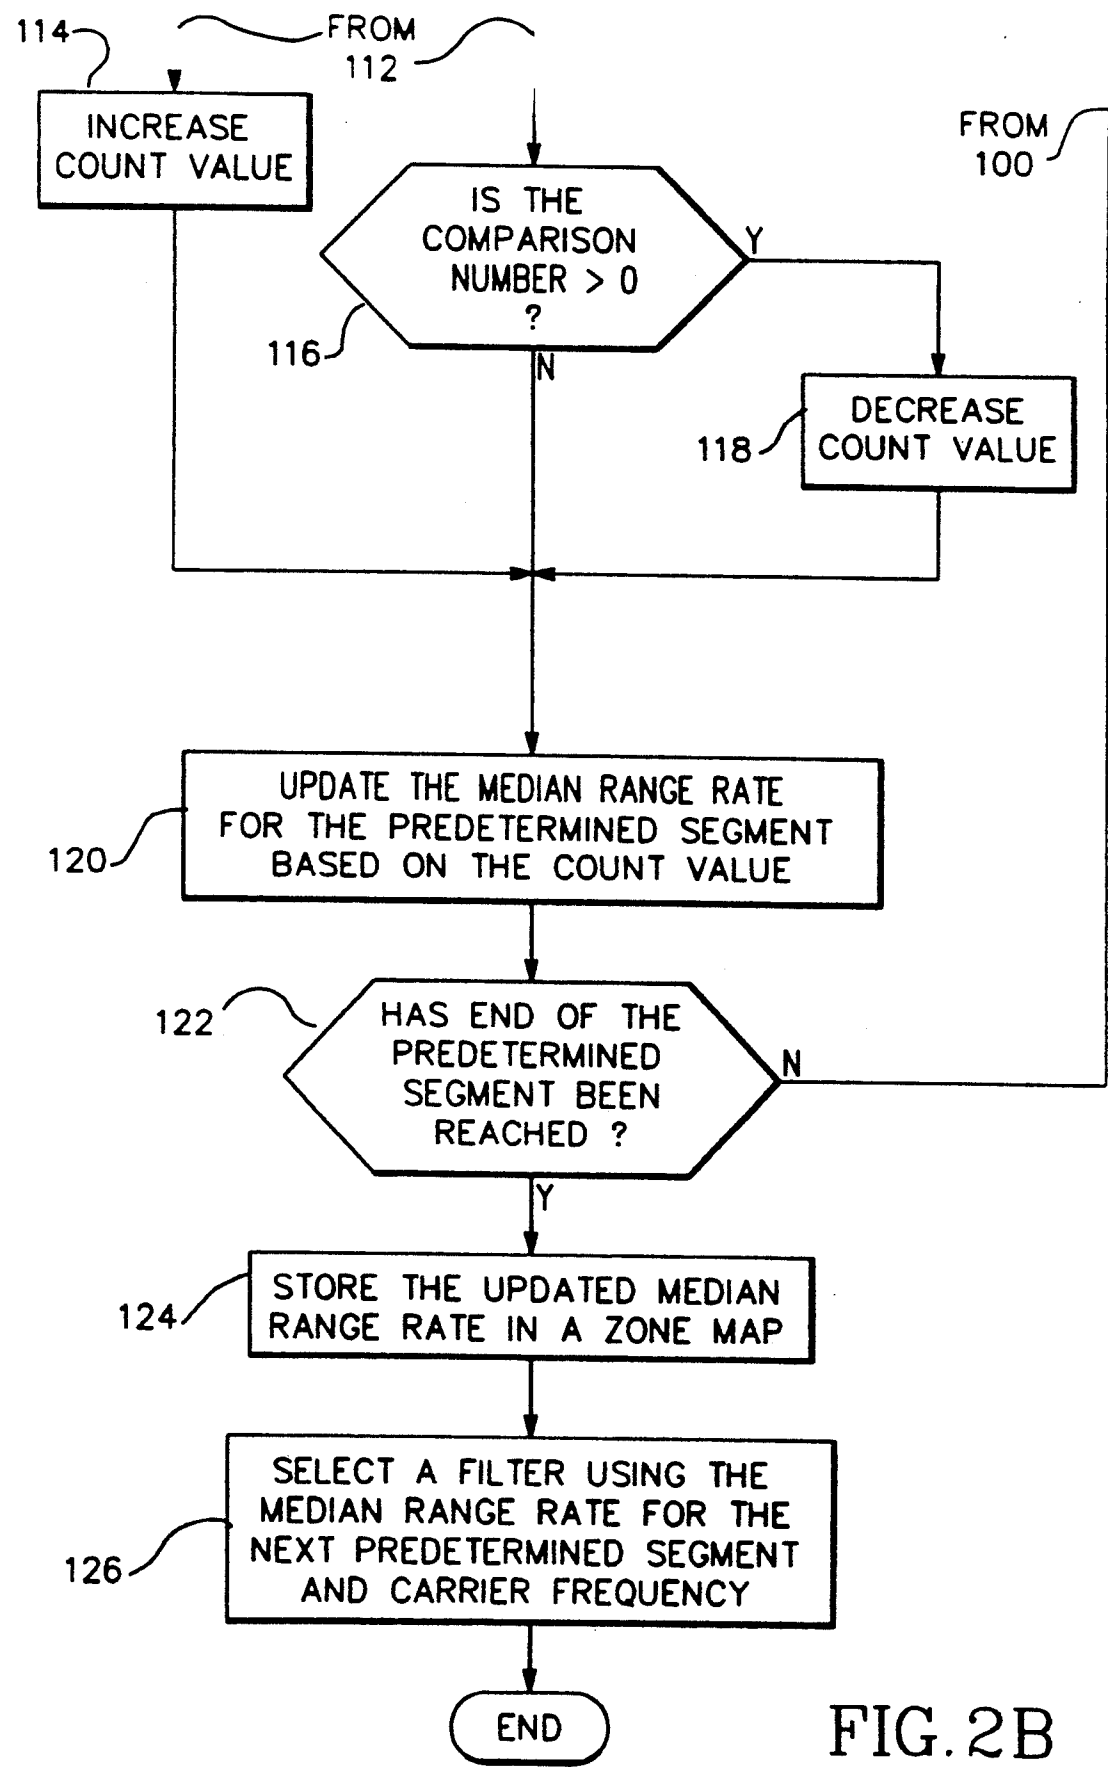 114
FROM
112
INCREASE
COUNT VALUE
FROM
100
IS THE
COMPARISON
NUMBER > 0
?
Y
116
N
DECREASE
COUNT VALUE
118
UPDATE THE MEDIAN RANGE RATE
FOR THE PREDETERMINED SEGMENT
BASED ON THE COUNT VALUE
120
122
HAS END OF THE
PREDETERMINED
SEGMENT BEEN
REACHED ?
N
Y
STORE THE UPDATED MEDIAN
RANGE RATE IN A ZONE MAP
124
SELECT A FILTER USING THE
MEDIAN RANGE RATE FOR THE
NEXT PREDETERMINED SEGMENT
AND CARRIER FREQUENCY
126
END
FIG. 2B